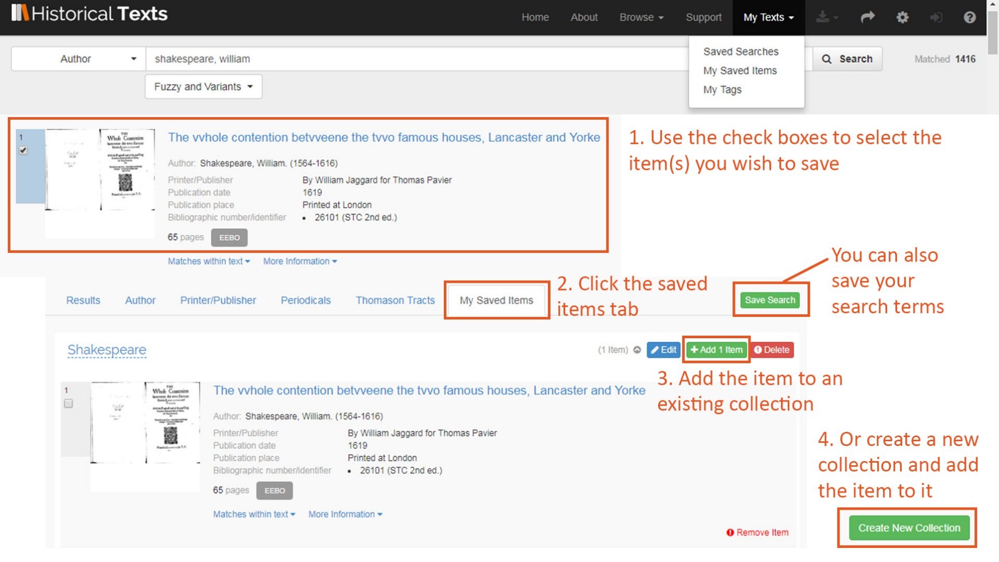 Historical Texts
Home About Browse Support My Texts
Saved Searches
My Saved Items
My Tags
Author shakespeare, william Search Matched 1416
Fuzzy and Variants
1
The vvhole contention betvveene the tvvo famous houses, Lancaster and Yorke
Author: Shakespeare, William. (1564-1616)
Printer/Publisher By William Jaggard for Thomas Pavier
Publication date 1619
Publication place Printed at London
Bibliographic number/identifier • 26101 (STC 2nd ed.)
65 pages EEBO
Matches within text More Information
THE
Whole Contention
1. Use the check boxes to select the
item(s) you wish to save
Results Author Printer/Publisher Periodicals Thomason Tracts My Saved Items
2. Click the saved
items tab
Save Search
You can also
save your
search terms
Shakespeare
(1 Item) Edit + Add 1 Item Delete
3. Add the item to an
existing collection
1
The vvhole contention betvveene the tvvo famous houses, Lancaster and Yorke
Author: Shakespeare, William. (1564-1616)
Printer/Publisher By William Jaggard for Thomas Pavier
Publication date 1619
Publication place Printed at London
Bibliographic number/identifier • 26101 (STC 2nd ed.)
65 pages EEBO
Matches within text More Information
THE
Whole Contention
Remove Item
4. Or create a new
collection and add
the item to it
Create New Collection